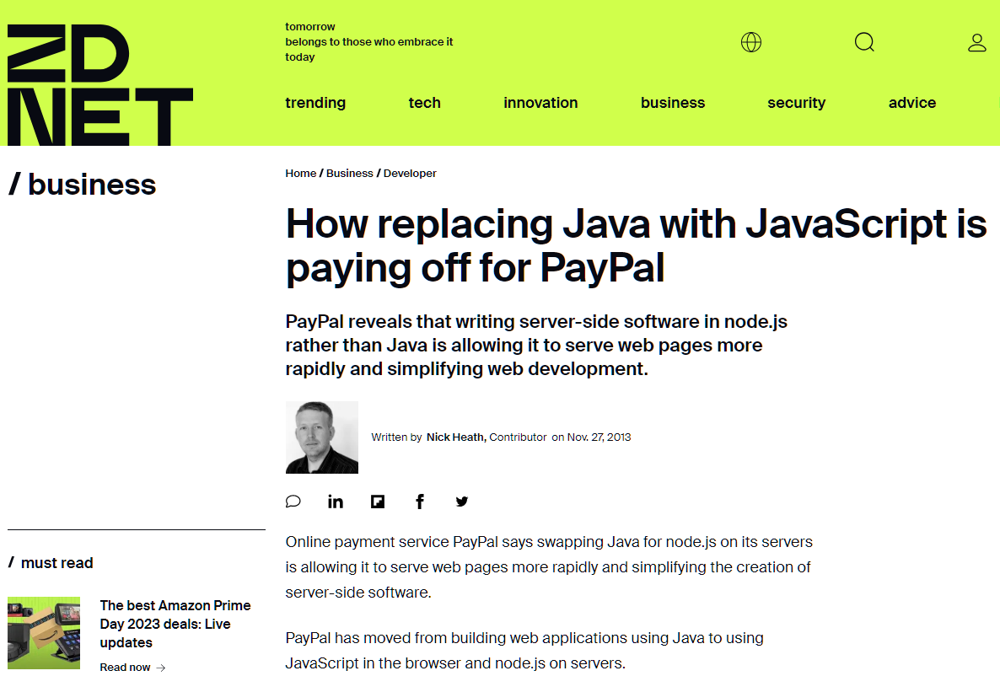 ZD
NET
tomorrow
belongs to those who embrace it
today
trending
tech
innovation
business
security
advice
/ business
Home / Business / Developer
How replacing Java with JavaScript is
paying off for PayPal
PayPal reveals that writing server-side software in node.js
rather than Java is allowing it to serve web pages more
rapidly and simplifying web development.
Written by Nick Heath, Contributor on Nov. 27, 2013
in
f
Online payment service PayPal says swapping Java for node.js on its servers
is allowing it to serve web pages more rapidly and simplifying the creation of
server-side software.
PayPal has moved from building web applications using Java to using
JavaScript in the browser and node.js on servers.
/ must read
The best Amazon Prime
Day 2023 deals: Live
updates
Read now →